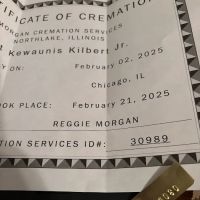 IFICATE OF CREMATION
MORGAN CREMATION SERVICES
NORTHLAKE, ILLINOIS
Kewaunis Kilbert Jr.
Y ON: February 02, 2025
Chicago, IL
OOK PLACE: February 21, 2025
REGGIE MORGAN
TION SERVICES ID#: 30989